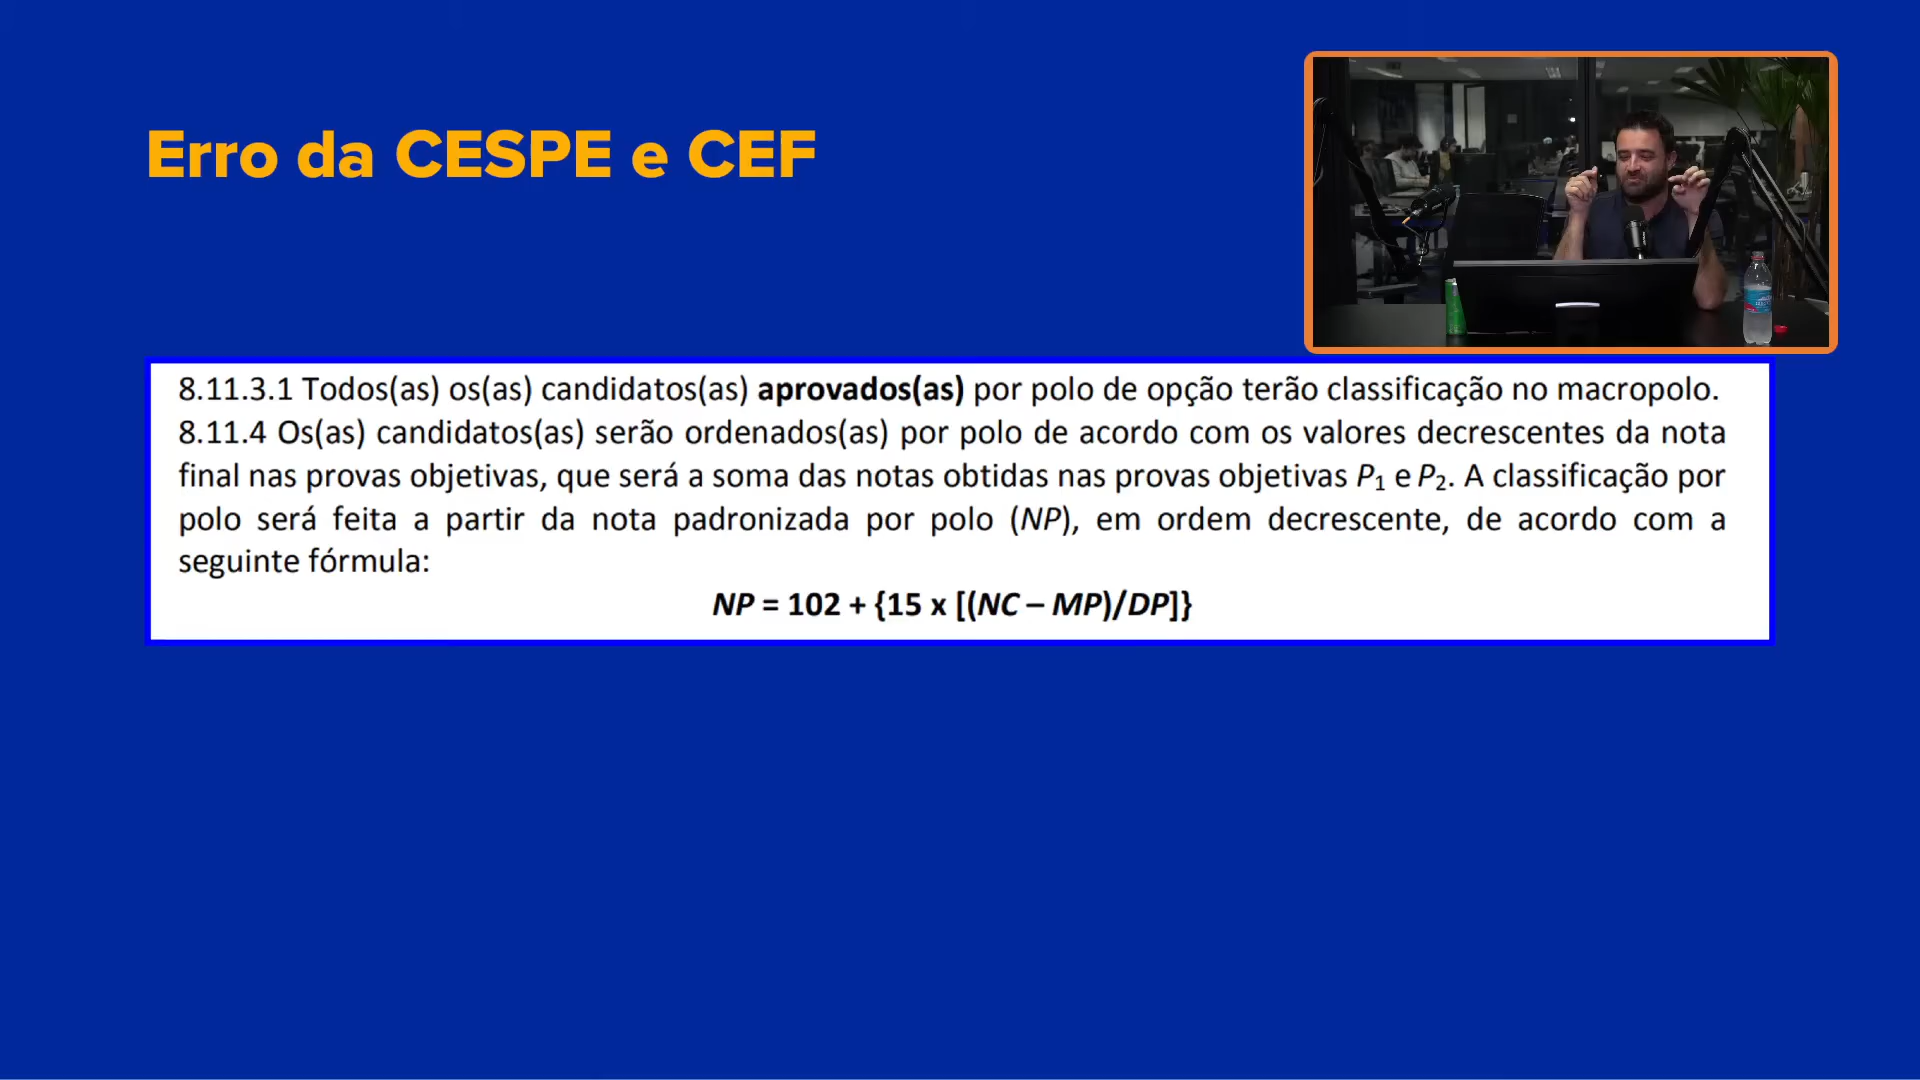 Erro da CESPE e CEF
8.11.3.1 Todos(as) os(as) candidatos(as) aprovados(as) por polo de opção terão classificação no macropolo.
8.11.4 Os(as) candidatos(as) serão ordenados(as) por polo de acordo com os valores decrescentes da nota
final nas provas objetivas, que será a soma das notas obtidas nas provas objetivas P₁ e P₂. A classificação por
polo será feita a partir da nota padronizada por polo (NP), em ordem decrescente, de acordo com a
seguinte fórmula:
NP = 102 + {15 x [(NC – MP)/DP]}